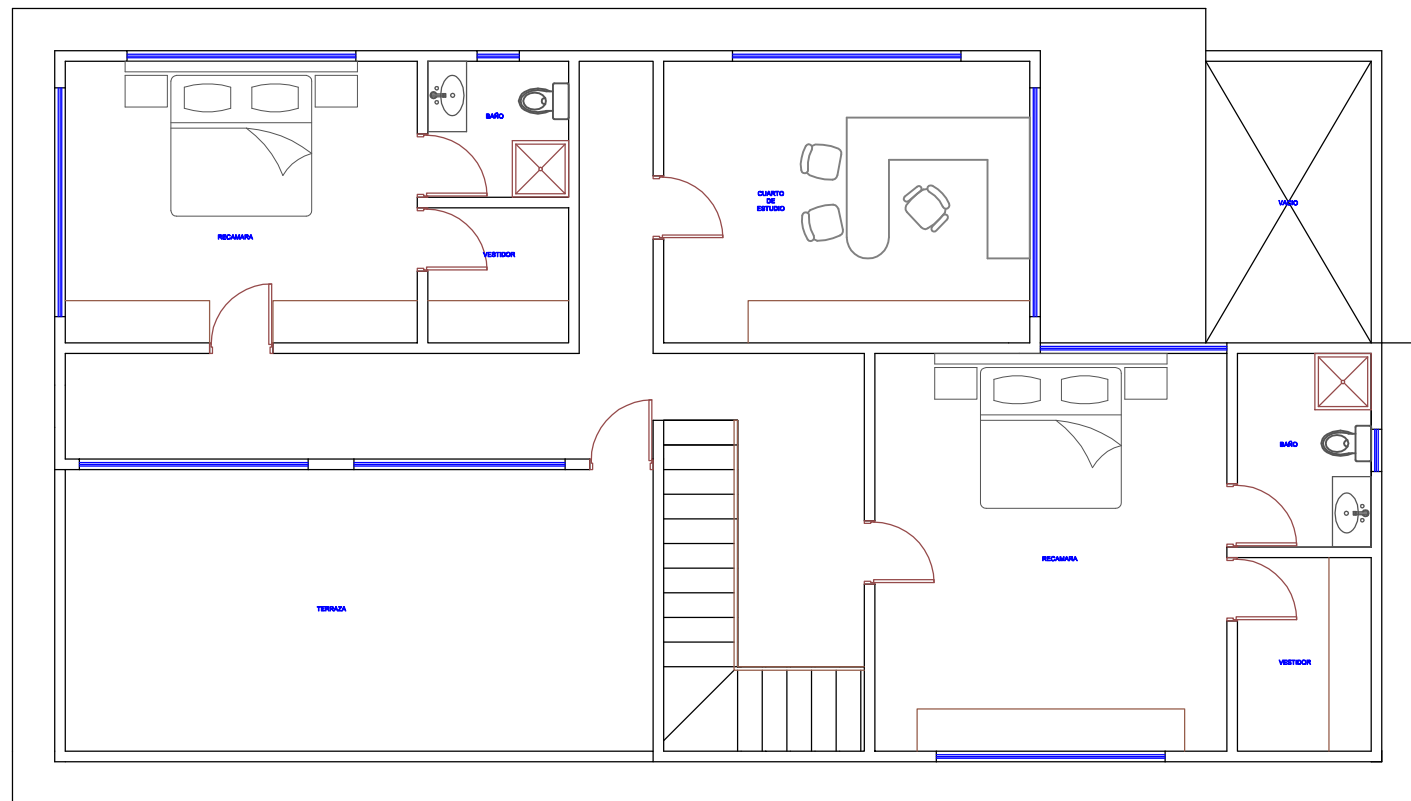 BAÑO
CUARTO
DE
ESTUDIO
VACIO
RECAMARA
VESTIDOR
BAÑO
RECAMARA
TERRAZA
VESTIDOR